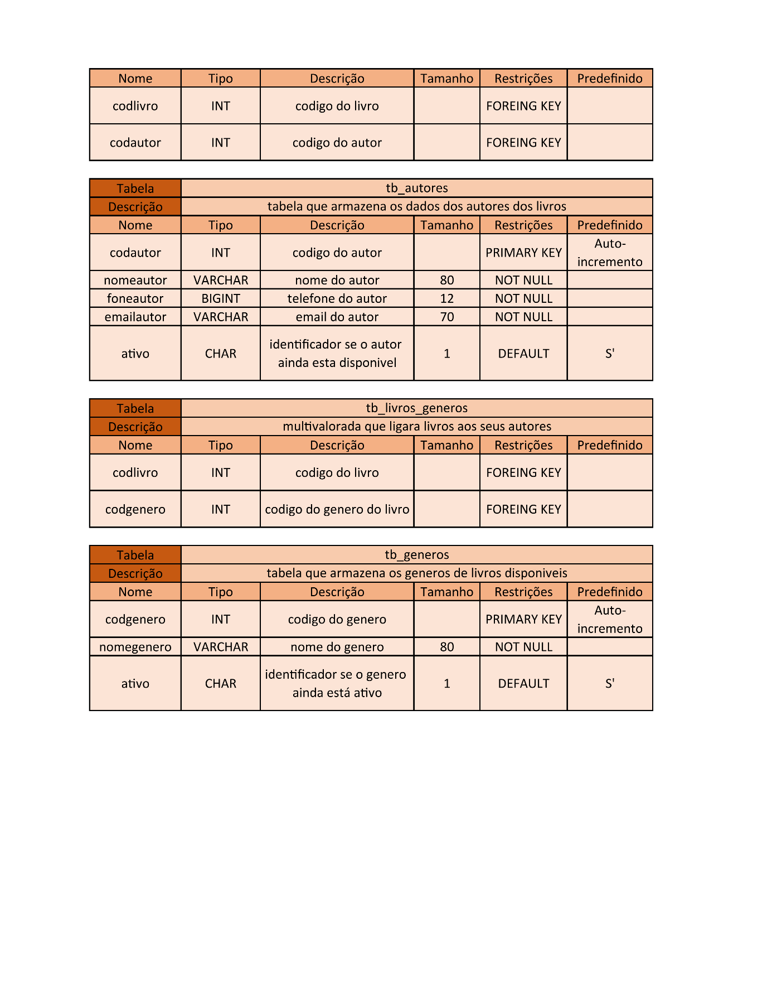 Nome Tipo Descrição Tamanho Restrições Predefinido
codlivro INT codigo do livro FOREING KEY
codautor INT codigo do autor FOREING KEY
Tabela tb_autores
Descrição tabela que armazena os dados dos autores dos livros
Nome Tipo Descrição Tamanho Restrições Predefinido
codautor INT codigo do autor PRIMARY KEY Auto-
incremento
nomeautor VARCHAR nome do autor 80 NOT NULL
foneautor BIGINT telefone do autor 12 NOT NULL
emailautor VARCHAR email do autor 70 NOT NULL
ativo CHAR identificador se o autor
ainda esta disponivel 1 DEFAULT S'
Tabela tb_livros_generos
Descrição multivalorada que ligara livros aos seus autores
Nome Tipo Descrição Tamanho Restrições Predefinido
codlivro INT codigo do livro FOREING KEY
codgenero INT codigo do genero do livro FOREING KEY
Tabela tb_generos
Descrição tabela que armazena os generos de livros disponiveis
Nome Tipo Descrição Tamanho Restrições Predefinido
codgenero INT codigo do genero PRIMARY KEY Auto-
incremento
nomegenero VARCHAR nome do genero 80 NOT NULL
ativo CHAR identificador se o genero
ainda está ativo 1 DEFAULT S'